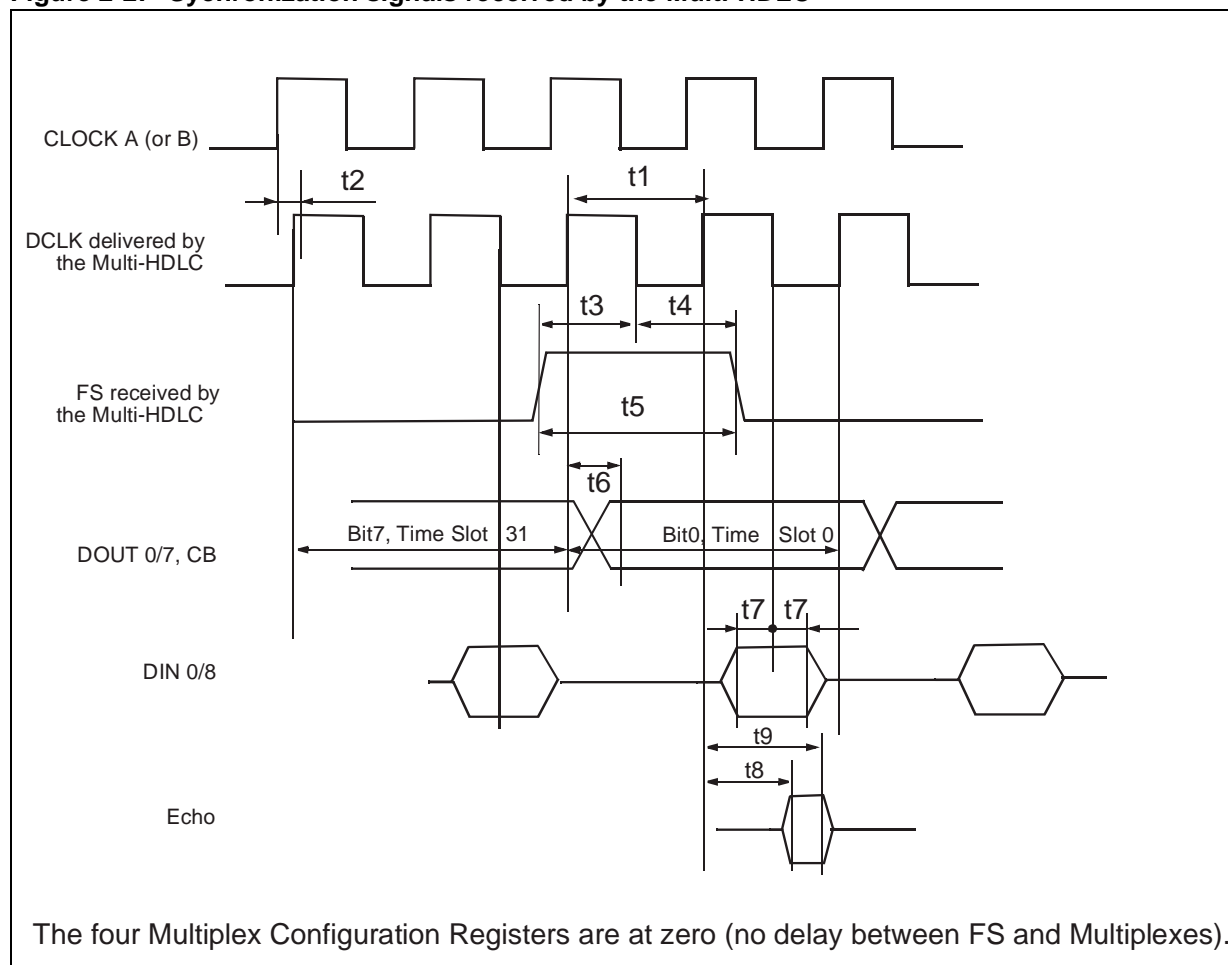 CLOCK A (or B)
t2
t1
DCLK delivered by
the Multi-HDLC
t3
t4
FS received by
the Multi-HDLC
t5
t6
Bit7, Time Slot 31
Bit0, Time Slot 0
DOUT 0/7, CB
t7
t7
DIN 0/8
t9
t8
Echo
The four Multiplex Configuration Registers are at zero (no delay between FS and Multiplexes).